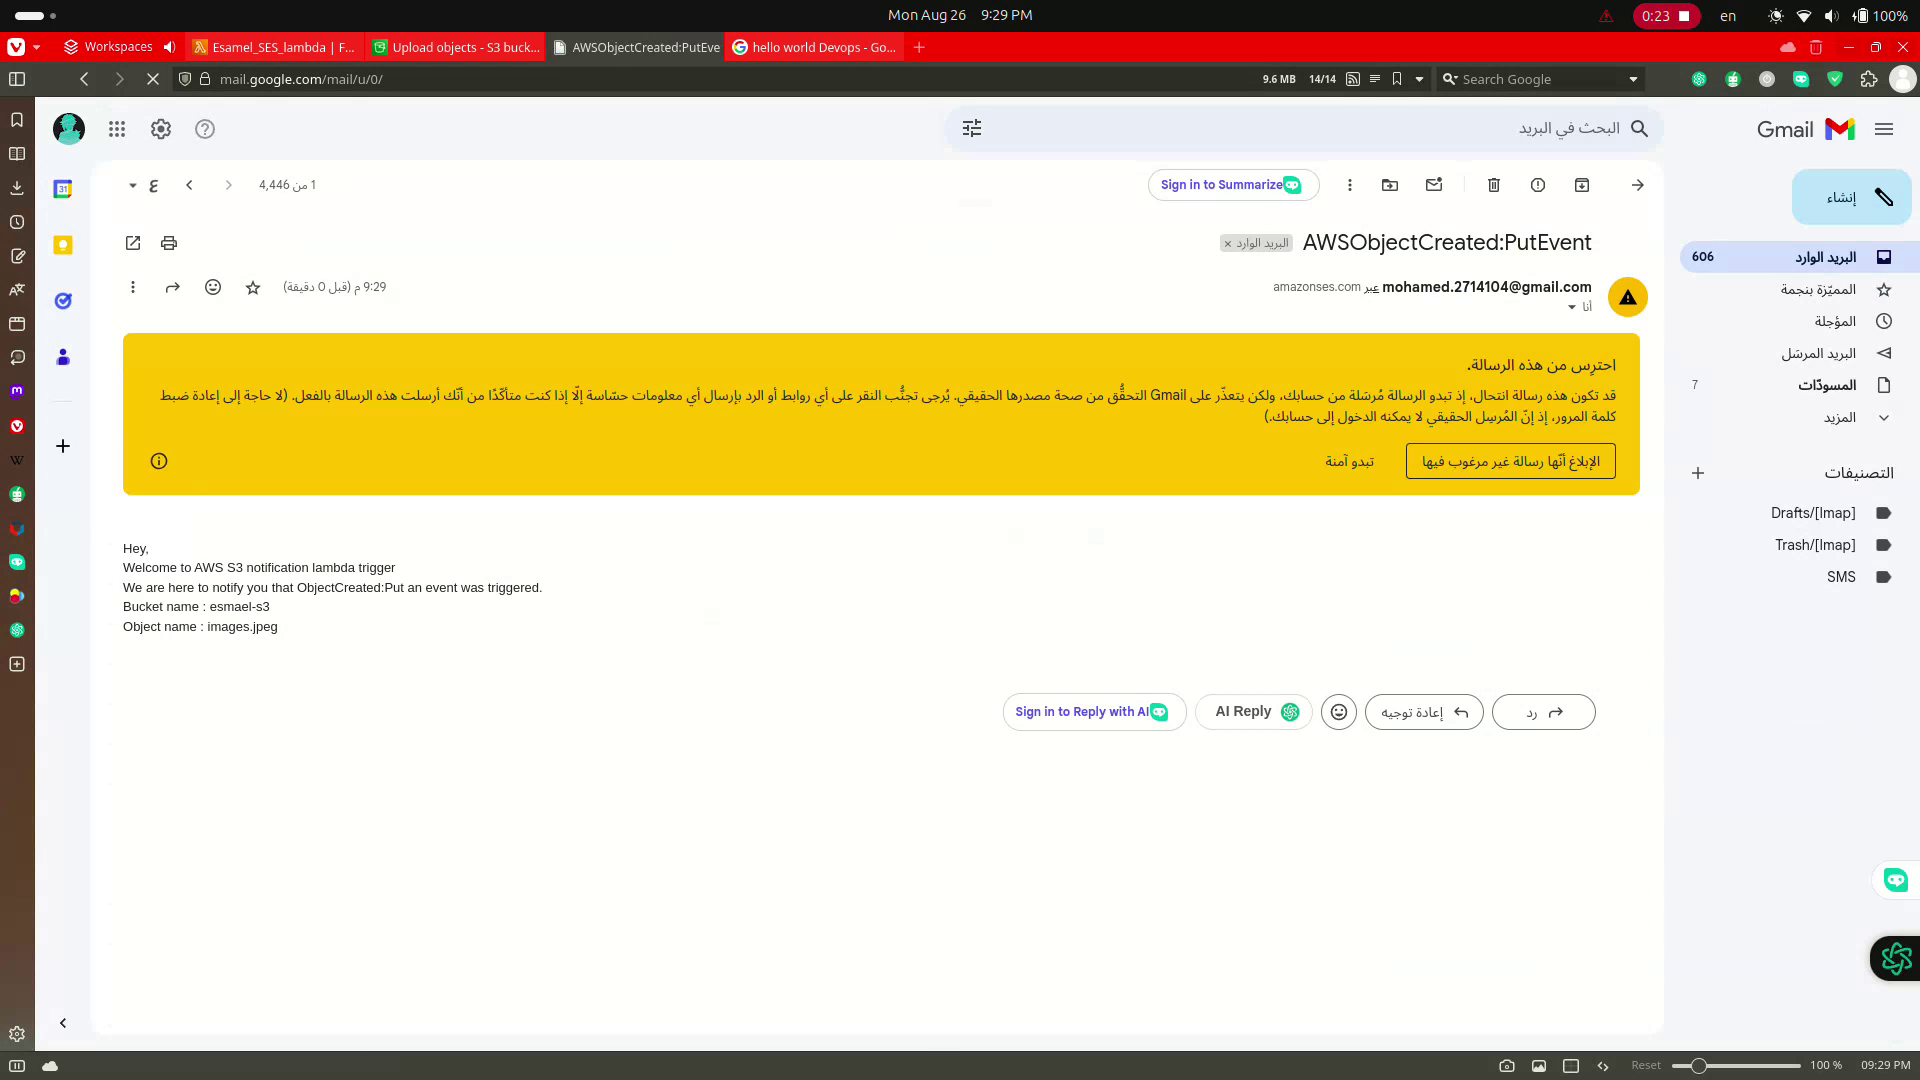 Mon Aug 26 9:29 PM
0:23
en
100%
Workspaces
Esamel_SES_lambda | F...
Upload objects - S3 buck...
AWSObjectCreated:PutEve
hello world Devops - Go...
mail.google.com/mail/u/0/
9.6 MB
14/14
Search Google
البحث في البريد
Gmail
1 من 4,446
Sign in to Summarize
إنشاء
AWSObjectCreated:PutEvent
البريد الوارد ×
mohamed.2714104@gmail.com عبر amazonses.com
9:29 م (قبل 0 دقيقة)
أنا
احترِس من هذه الرسالة.
قد تكون هذه رسالة انتحال، إذ تبدو الرسالة مُرسَلة من حسابك، ولكن يتعذّر على Gmail التحقُّق من صحة مصدرها الحقيقي. يُرجى تجنُّب النقر على أي روابط أو الرد بإرسال أي معلومات حسّاسة إلّا إذا كنت متأكّدًا من أنّك أرسلت هذه الرسالة بالفعل. (لا حاجة إلى إعادة ضبط
كلمة المرور، إذ إنّ المُرسِل الحقيقي لا يمكنه الدخول إلى حسابك.)
الإبلاغ أنّها رسالة غير مرغوب فيها
تبدو آمنة
Hey,
Welcome to AWS S3 notification lambda trigger
We are here to notify you that ObjectCreated:Put an event was triggered.
Bucket name : esmael-s3
Object name : images.jpeg
رد
إعادة توجيه
AI Reply
Sign in to Reply with AI
البريد الوارد 606
المميّزة بنجمة
المؤجلة
البريد المرسَل
المسودّات 7
المزيد
التصنيفات
Drafts/[Imap]
Trash/[Imap]
SMS
31
Reset
100 %
09:29 PM